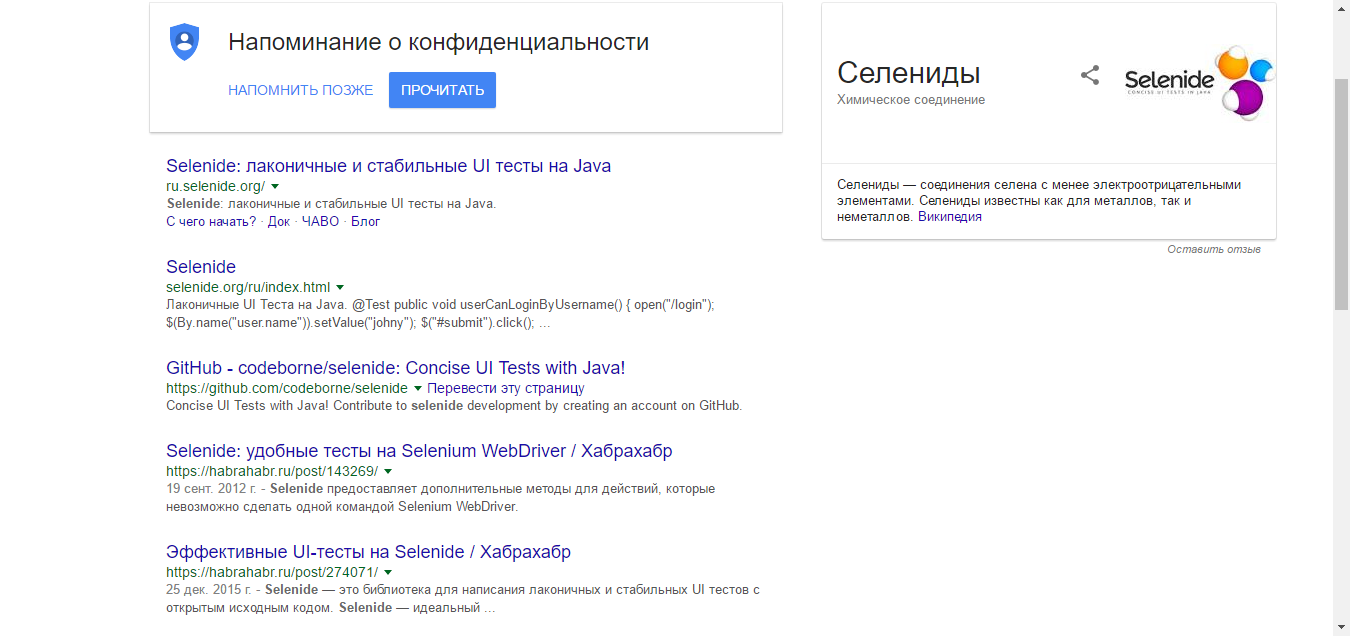 Напоминание о конфиденциальности
НАПОМНИТЬ ПОЗЖЕ ПРОЧИТАТЬ
Selenide: лаконичные и стабильные UI тесты на Java
ru.selenide.org/
Selenide: лаконичные и стабильные UI тесты на Java.
С чего начать? · Док · ЧАВО · Блог
Selenide
selenide.org/ru/index.html
Лаконичные UI Теста на Java. @Test public void userCanLoginByUsername() { open("/login");
$(By.name("user.name")).setValue("johny"); $("#submit").click(); ...
GitHub - codeborne/selenide: Concise UI Tests with Java!
https://github.com/codeborne/selenide Перевести эту страницу
Concise UI Tests with Java! Contribute to selenide development by creating an account on GitHub.
Selenide: удобные тесты на Selenium WebDriver / Хабрахабр
https://habrahabr.ru/post/143269/
19 сент. 2012 г. - Selenide предоставляет дополнительные методы для действий, которые
невозможно сделать одной командой Selenium WebDriver.
Эффективные UI-тесты на Selenide / Хабрахабр
https://habrahabr.ru/post/274071/
25 дек. 2015 г. - Selenide — это библиотека для написания лаконичных и стабильных UI тестов с
открытым исходным кодом. Selenide — идеальный ...
Селениды
Химическое соединение
Selenide
CONCISE UI TESTS IN JAVA
Селениды — соединения селена с менее электроотрицательными
элементами. Селениды известны как для металлов, так и
неметаллов. Википедия
Оставить отзыв